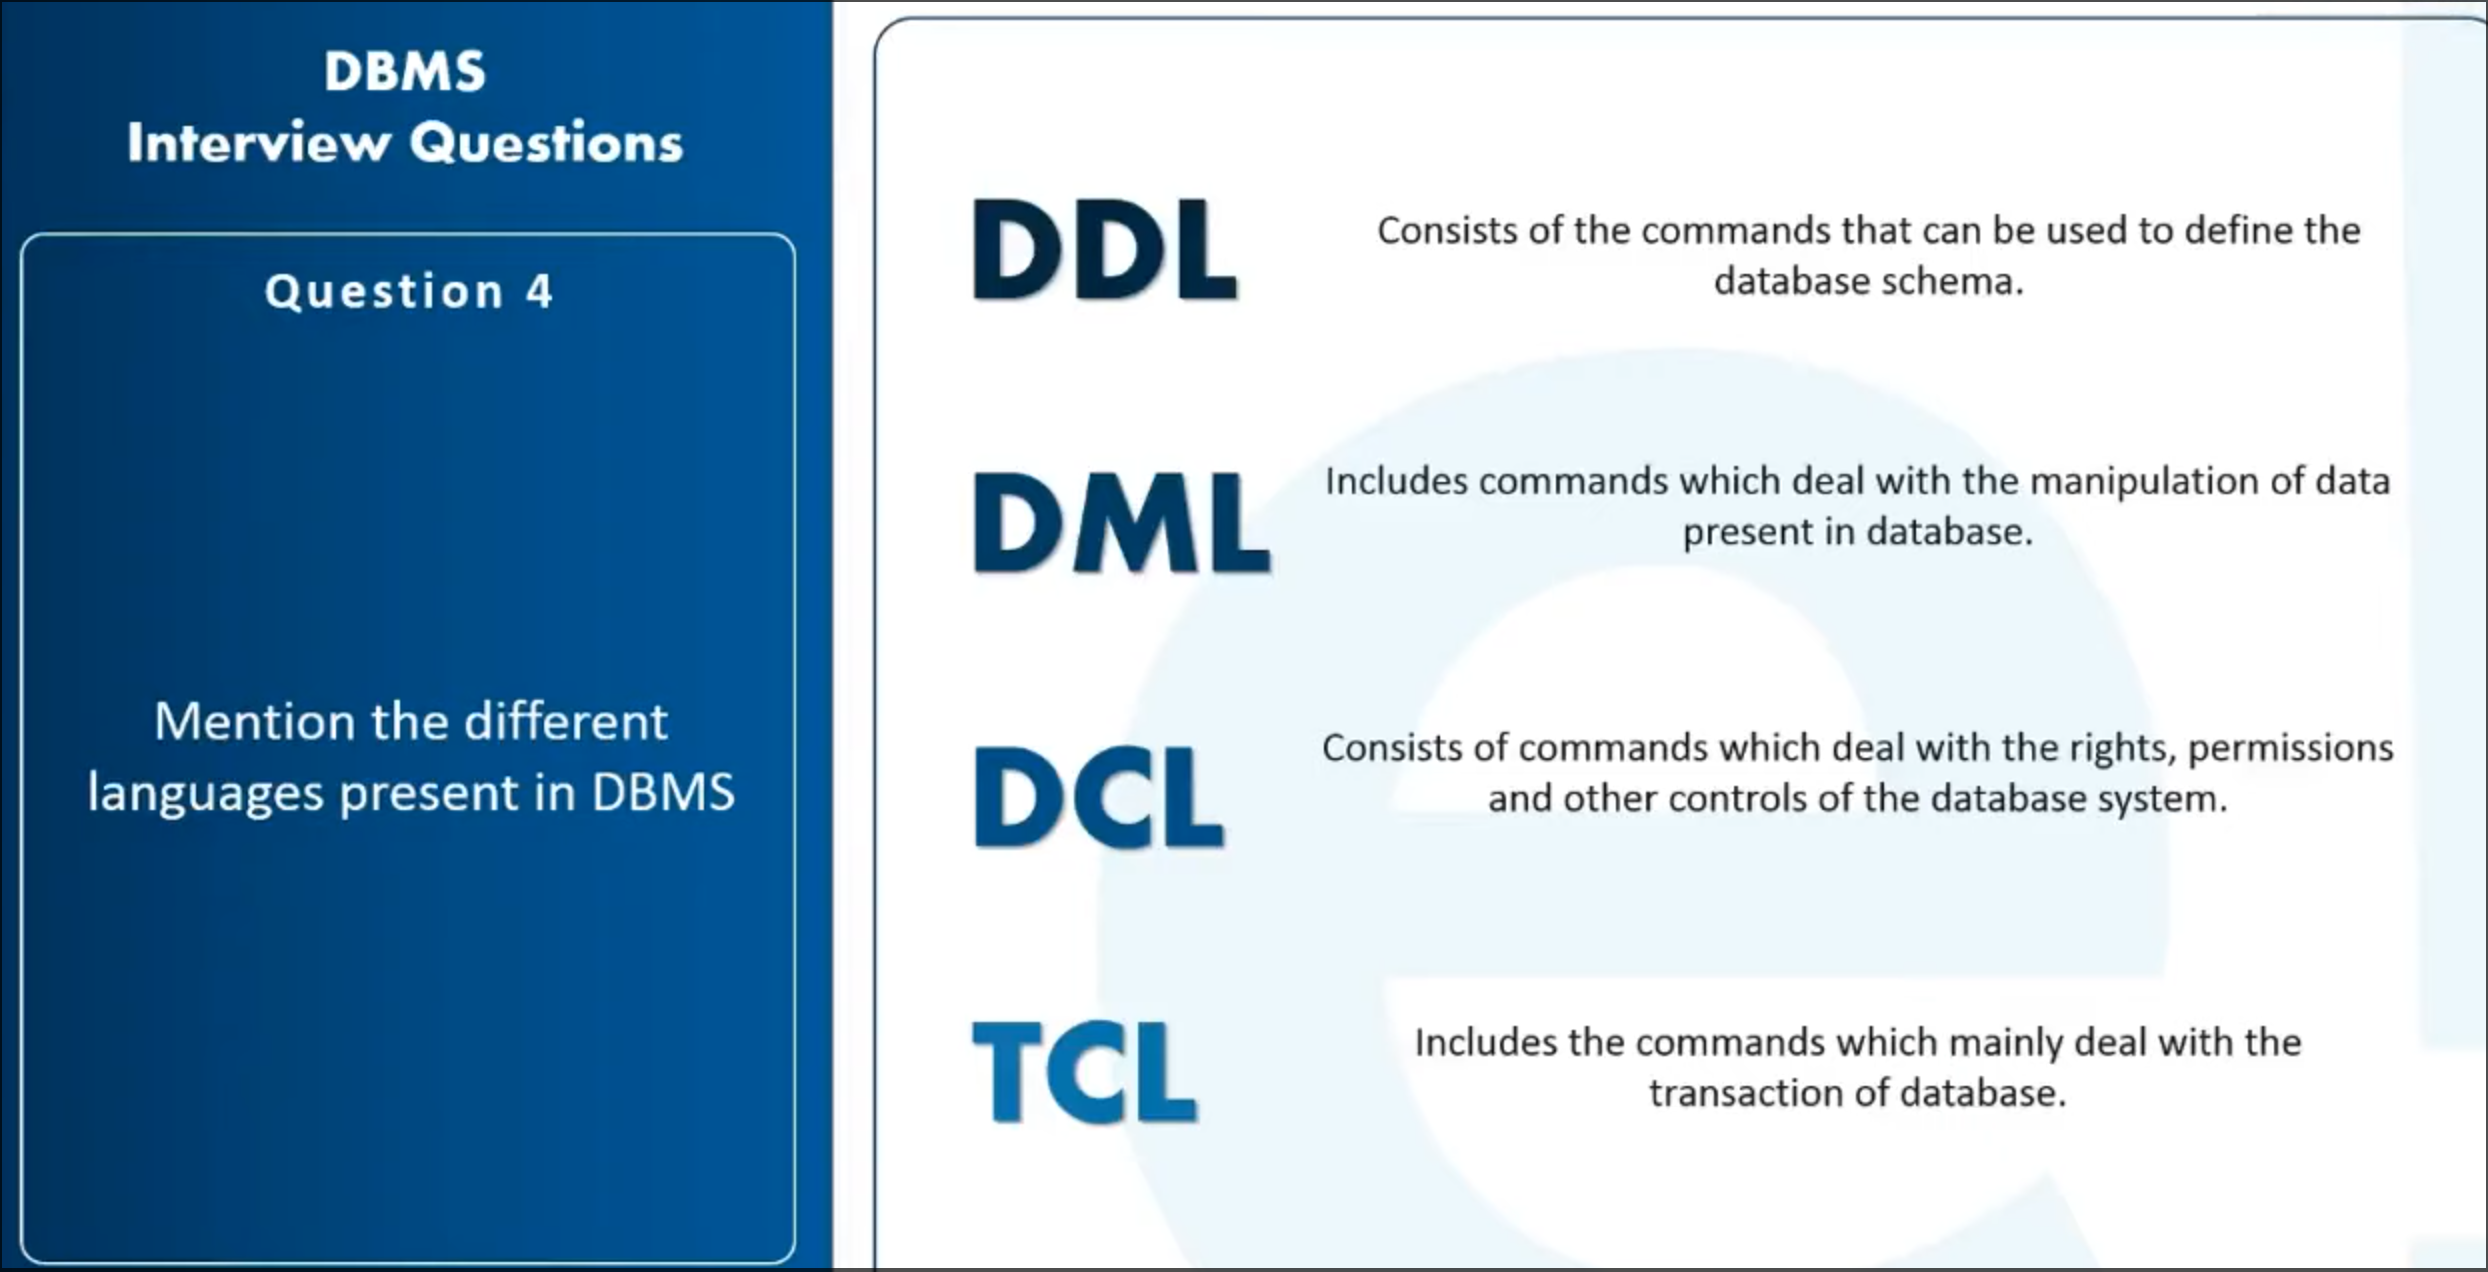 DBMS
Interview Questions
Question 4
Mention the different
languages present in DBMS
DDL
Consists of the commands that can be used to define the
database schema.
DML
Includes commands which deal with the manipulation of data
present in database.
DCL
Consists of commands which deal with the rights, permissions
and other controls of the database system.
TCL
Includes the commands which mainly deal with the
transaction of database.